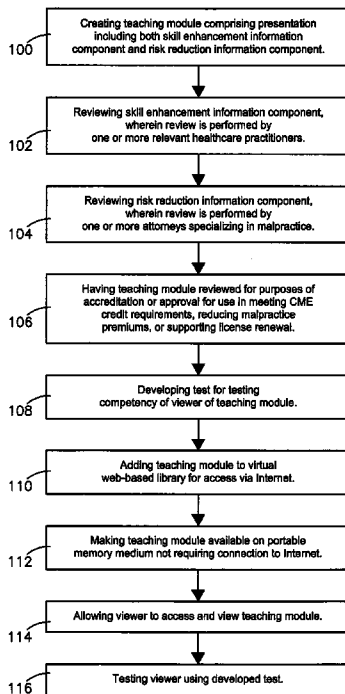 Creating teaching module comprising presentation
including both skill enhancement information
component and risk reduction information component.
100
Reviewing skill enhancement information component,
wherein review is performed by
one or more relevant healthcare practitioners.
102
Reviewing risk reduction information component,
wherein review is performed by
one or more attorneys specializing in malpractice.
104
Having teaching module reviewed for purposes of
accreditation or approval for use in meeting CME
credit requirements, reducing malpractice
premiums, or supporting license renewal.
106
Developing test for testing
competency of viewer of teaching module.
108
Adding teaching module to virtual
web-based library for access via Internet.
110
Making teaching module available on portable
memory medium not requiring connection to Internet.
112
Allowing viewer to access and view teaching module.
114
Testing viewer using developed test.
116